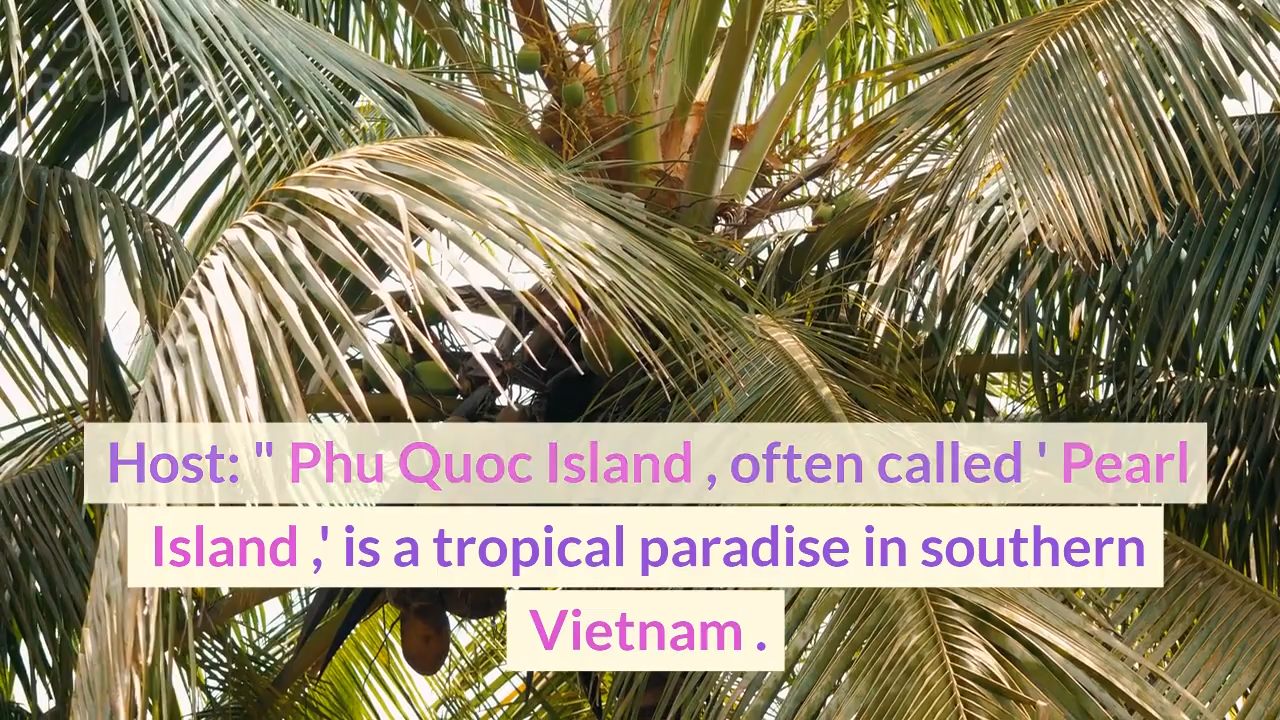 Host: " Phu Quoc Island , often called ' Pearl
Island ,' is a tropical paradise in southern
Vietnam .